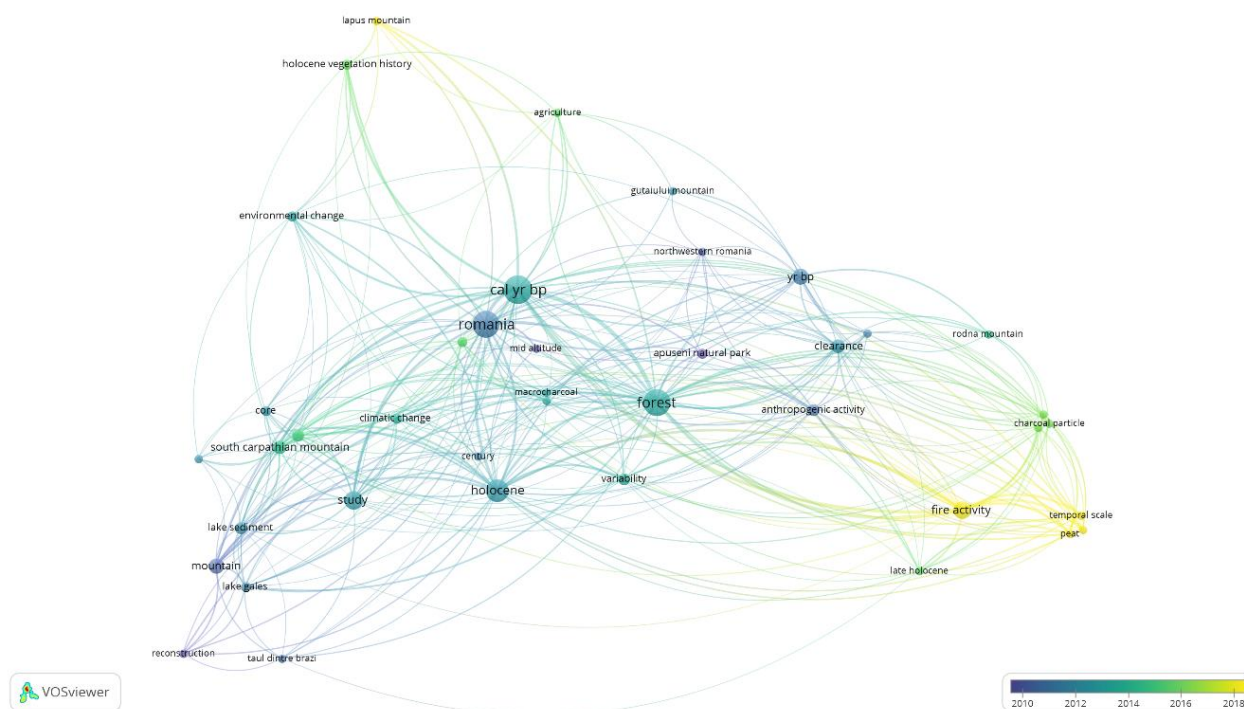 lapus mountain
holocene vegetation history
agriculture
gutaiului mountain
environmental change
northwestern romania
yr bp
cal yr bp
romania
rodna mountain
mid altitude
apuseni natural park
clearance
macrocharcoal
forest
core
climatic change
anthropogenic activity
charcoal particle
south carpathian mountain
century
variability
holocene
study
fire activity
temporal scale
lake sediment
peat
mountain
late holocene
lake gales
reconstruction
taul dintre brazi
VOSviewer
2010 2012 2014 2016 2018